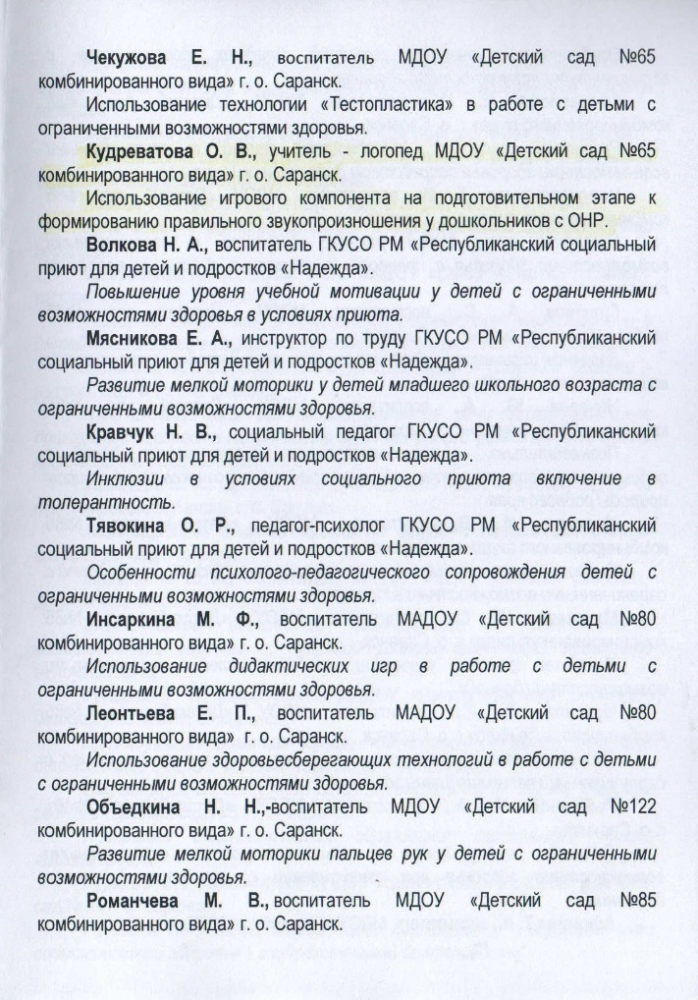 Чекужова Е. Н., воспитатель МДОУ «Детский сад №65
комбинированного вида» г. о. Саранск.
Использование технологии «Тестопластика» в работе с детьми с
ограниченными возможностями здоровья.
Кудреватова О. В., учитель - логопед МДОУ «Детский сад №65
комбинированного вида» г. о. Саранск.
Использование игрового компонента на подготовительном этапе к
формированию правильного звукопроизношения у дошкольников с ОНР.
Волкова Н. А., воспитатель ГКУСО РМ «Республиканский социальный
приют для детей и подростков «Надежда».
Повышение уровня учебной мотивации у детей с ограниченными
возможностями здоровья в условиях приюта.
Мясникова Е. А., инструктор по труду ГКУСО РМ «Республиканский
социальный приют для детей и подростков «Надежда».
Развитие мелкой моторики у детей младшего школьного возраста с
ограниченными возможностями здоровья.
Кравчук Н. В., социальный педагог ГКУСО РМ «Республиканский
социальный приют для детей и подростков «Надежда».
Инклюзии в условиях социального приюта включение в
толерантность.
Тявокина О. Р., педагог-психолог ГКУСО РМ «Республиканский
социальный приют для детей и подростков «Надежда».
Особенности психолого-педагогического сопровождения детей с
ограниченными возможностями здоровья.
Инсаркина М. Ф., воспитатель МАДОУ «Детский сад №80
комбинированного вида» г. о. Саранск.
Использование дидактических игр в работе с детьми с
ограниченными возможностями здоровья.
Леонтьева Е. П., воспитатель МАДОУ «Детский сад №80
комбинированного вида» г. о. Саранск.
Использование здоровьесберегающих технологий в работе с детьми
с ограниченными возможностями здоровья.
Объедкина Н. Н.,-воспитатель МДОУ «Детский сад №122
комбинированного вида» г. о. Саранск.
Развитие мелкой моторики пальцев рук у детей с ограниченными
возможностями здоровья.
Романчева М. В., воспитатель МДОУ «Детский сад №85
комбинированного вида» г. о. Саранск.